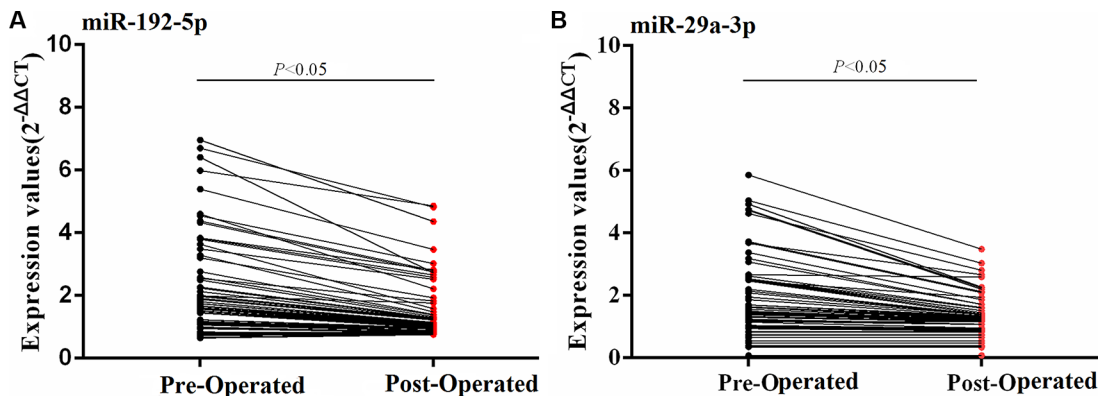 A
miR-192-5p
Expression values(2^-ΔΔCT)
10
8
6
4
2
0
P<0.05
Pre-Operated
Post-Operated
B
miR-29a-3p
Expression values(2^-ΔΔCT)
10
8
6
4
2
0
P<0.05
Pre-Operated
Post-Operated